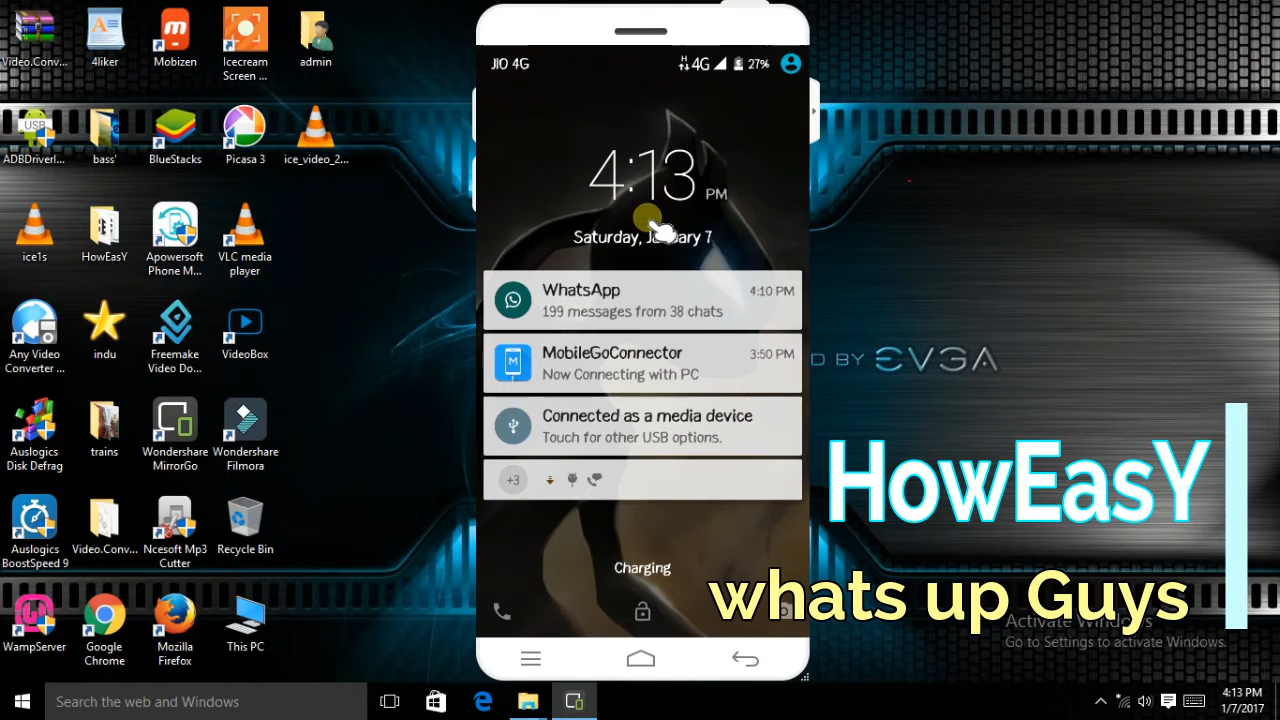 Video.Conv...
4liker
Mobizen
Icecream
Screen ...
admin
ADBDriverI...
bass'
BlueStacks
Picasa 3
ice_video_2...
ice1s
HowEasY
Apowersoft
Phone M...
VLC media
player
Any Video
Converter ...
indu
Freemake
Video Do...
VideoBox
Auslogics
Disk Defrag
trains
Wondershare
MirrorGo
Wondershare
Filmora
Auslogics
BoostSpeed 9
Video.Conv...
Ncesoft Mp3
Cutter
Recycle Bin
WampServer
Google
Chrome
Mozilla
Firefox
This PC
JIO 4G
4G
27%
4:13 PM
Saturday, January 7
WhatsApp
4:10 PM
199 messages from 38 chats
MobileGoConnector
3:50 PM
Now Connecting with PC
Connected as a media device
Touch for other USB options.
+3
Charging
D BY EVGA
HowEasY
whats up Guys
Activate Windows
Go to Settings to activate Windows.
Search the web and Windows
4:13 PM
1/7/2017